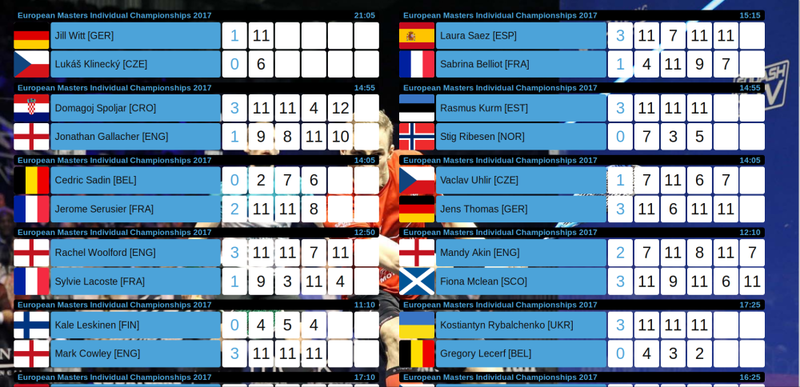 European Masters Individual Championships 2017 21:05
Jill Witt [GER] 1 11
Lukáš Klinecký [CZE] 0 6
European Masters Individual Championships 2017 14:55
Domagoj Spoljar [CRO] 3 11 11 4 12
Jonathan Gallacher [ENG] 1 9 8 11 10
European Masters Individual Championships 2017 14:05
Cedric Sadin [BEL] 0 2 7 6
Jerome Serusier [FRA] 2 11 11 8
European Masters Individual Championships 2017 12:50
Rachel Woolford [ENG] 3 11 11 7 11
Sylvie Lacoste [FRA] 1 9 3 11 4
European Masters Individual Championships 2017 11:10
Kale Leskinen [FIN] 0 4 5 4
Mark Cowley [ENG] 3 11 11 11
European Masters Individual Championships 2017 17:10
European Masters Individual Championships 2017 15:15
Laura Saez [ESP] 3 11 7 11 11
Sabrina Belliot [FRA] 1 4 11 9 7
European Masters Individual Championships 2017 14:55
Rasmus Kurm [EST] 3 11 11 11
Stig Ribesen [NOR] 0 7 3 5
European Masters Individual Championships 2017 14:05
Vaclav Uhlir [CZE] 1 7 11 6 7
Jens Thomas [GER] 3 11 6 11 11
European Masters Individual Championships 2017 12:10
Mandy Akin [ENG] 2 7 11 8 11 7
Fiona Mclean [SCO] 3 11 9 11 6 11
European Masters Individual Championships 2017 17:25
Kostiantyn Rybalchenko [UKR] 3 11 11 11
Gregory Lecerf [BEL] 0 4 3 2
European Masters Individual Championships 2017 16:25